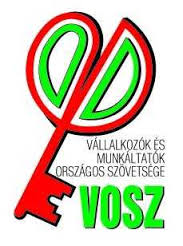 VÁLLALKOZÓK ÉS
MUNKÁLTATÓK
ORSZÁGOS SZÖVETSÉGE
VOSZ